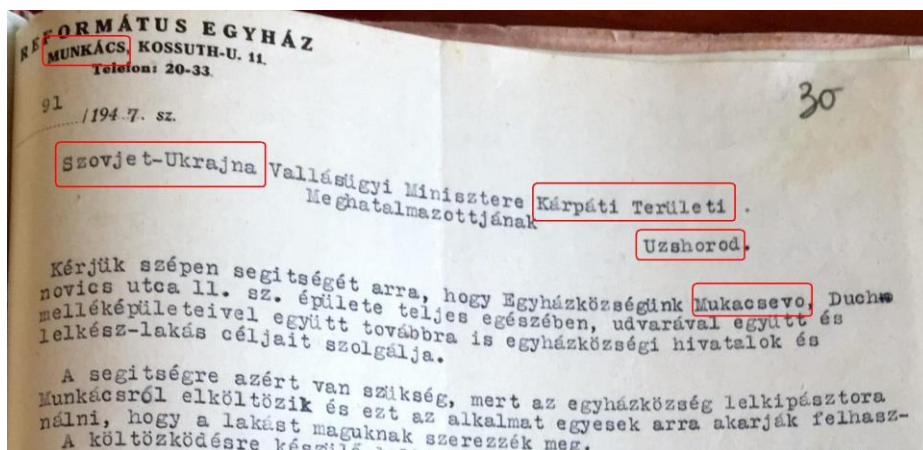 REFORMÁTUS EGYHÁZ
MUNKÁCS, KOSSUTH-U. 11.
Telefon: 20-33.
91 /194 7. sz.
30
Szovjet-Ukrajna Vallásügyi Minisztere Kárpáti Területi .
Meghatalmazottjának
Uzshorod.
Kérjük szépen segitségét arra, hogy Egyházközségünk Mukacsevo, Duch
novics utca 11. sz. épülete teljes egészében, udvarával együtt és
melléképületeivel együtt továbbra is egyházközségi hivatalok és
lelkész-lakás céljait szolgálja.
A segitségre azért van szükség, mert az egyházközség lelkipásztora
Munkácsról elköltözik és ezt az alkalmat egyesek arra akarják felhasz-
nálni, hogy a lakást maguknak szerezzék meg.
A költözködésre